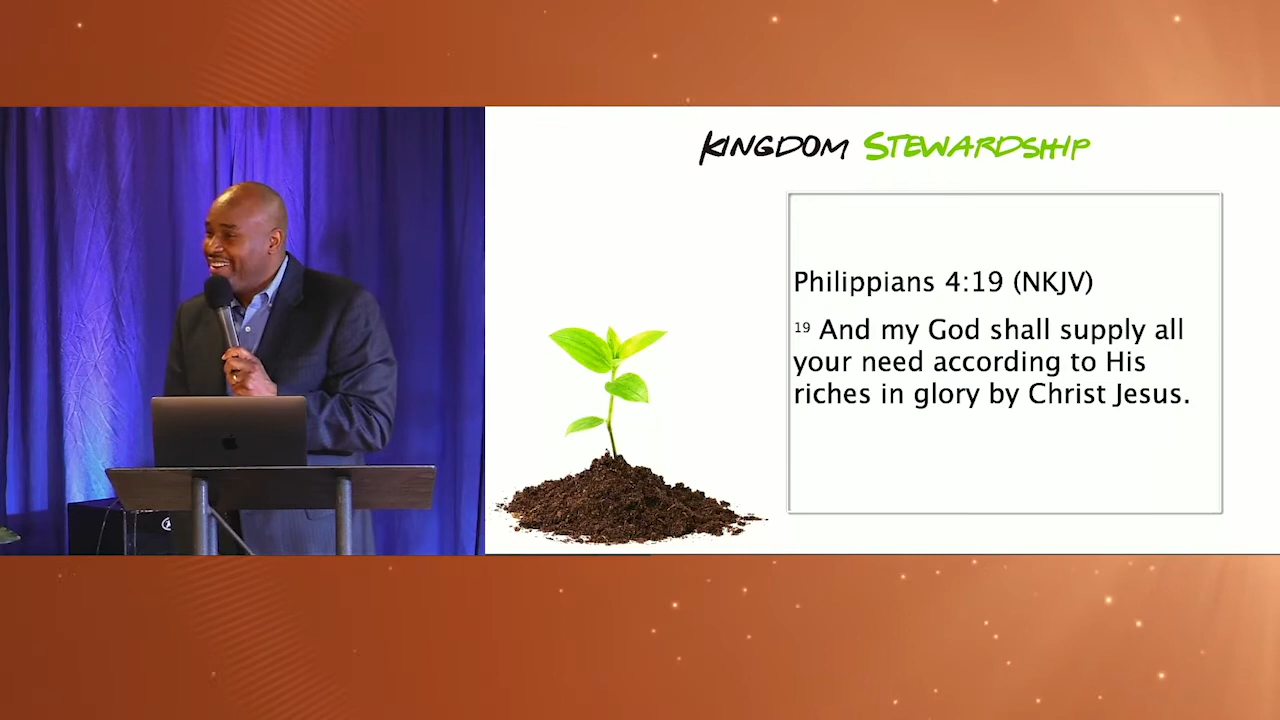 KINGDOM STEWARDSHIP
Philippians 4:19 (NKJV)
19 And my God shall supply all
your need according to His
riches in glory by Christ Jesus.